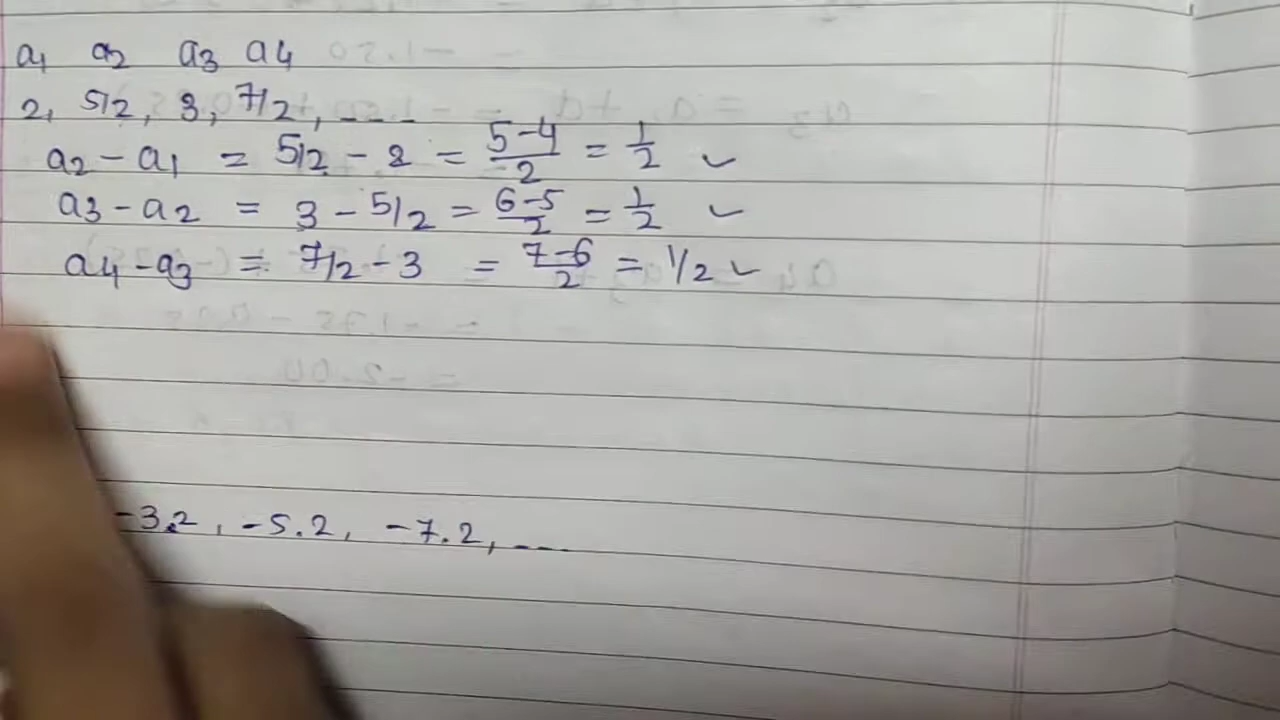 a1 a2 a3 a4
2, 5/2, 3, 7/2, ----
a2 - a1 = 5/2 - 2 = (5-4)/2 = 1/2 ✓
a3 - a2 = 3 - 5/2 = (6-5)/2 = 1/2 ✓
a4 - a3 = 7/2 - 3 = (7-6)/2 = 1/2 ✓
-3.2, -5.2, -7.2, ---